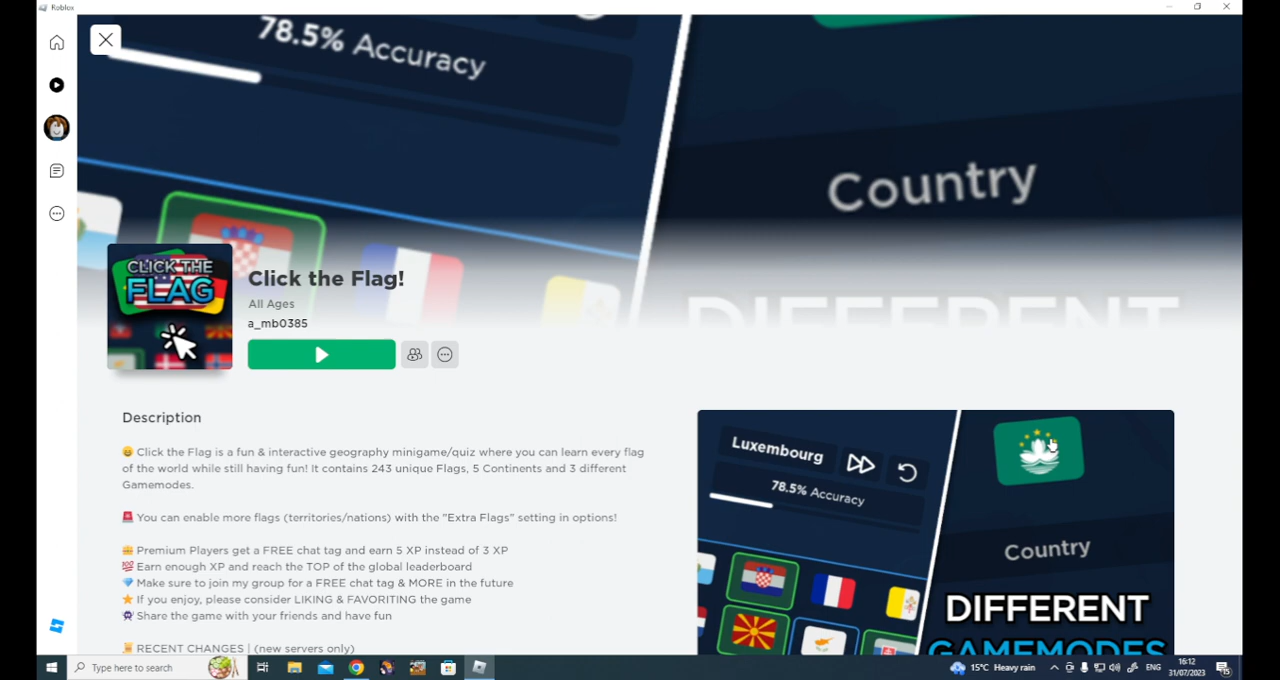 Roblox
78.5% Accuracy
Country
DIFFERENT
CLICK THE
FLAG
Click the Flag!
All Ages
a_mb0385
Description
😄 Click the Flag is a fun & interactive geography minigame/quiz where you can learn every flag
of the world while still having fun! It contains 243 unique Flags, 5 Continents and 3 different
Gamemodes.
🚨 You can enable more flags (territories/nations) with the "Extra Flags" setting in options!
👑 Premium Players get a FREE chat tag and earn 5 XP instead of 3 XP
💯 Earn enough XP and reach the TOP of the global leaderboard
💎 Make sure to join my group for a FREE chat tag & MORE in the future
⭐ If you enjoy, please consider LIKING & FAVORITING the game
👾 Share the game with your friends and have fun
📜 RECENT CHANGES | (new servers only)
Luxembourg
78.5% Accuracy
Country
DIFFERENT
GAMEMODES
Type here to search
15°C Heavy rain
ENG
16:12
31/07/2023
15